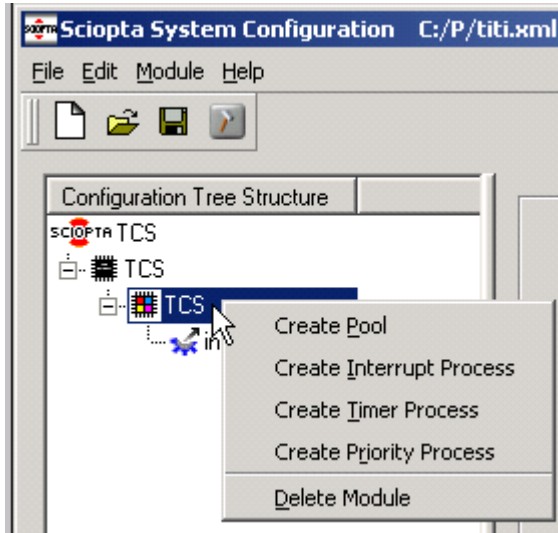 Sciopta System Configuration C:/P/titi.xml
File Edit Module Help
Configuration Tree Structure
SCIOPTA TCS
TCS
TCS
in
Create Pool
Create Interrupt Process
Create Timer Process
Create Priority Process
Delete Module